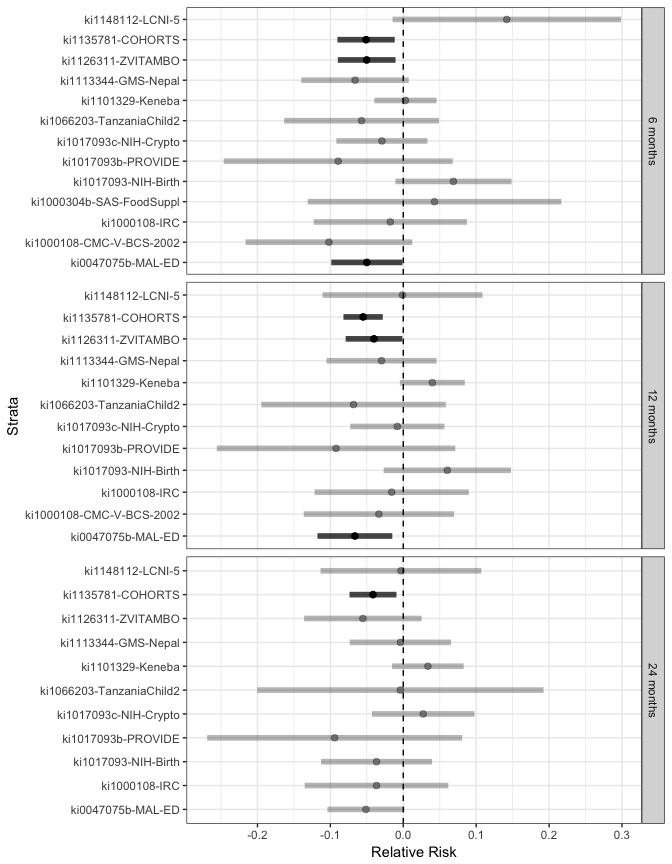 ki1148112-LCNI-5
ki1135781-COHORTS
ki1126311-ZVITAMBO
ki1113344-GMS-Nepal
ki1101329-Keneba
ki1066203-TanzaniaChild2
ki1017093c-NIH-Crypto
ki1017093b-PROVIDE
ki1017093-NIH-Birth
ki1000304b-SAS-FoodSuppl
ki1000108-IRC
ki1000108-CMC-V-BCS-2002
ki0047075b-MAL-ED
6 months
ki1148112-LCNI-5
ki1135781-COHORTS
ki1126311-ZVITAMBO
ki1113344-GMS-Nepal
ki1101329-Keneba
ki1066203-TanzaniaChild2
ki1017093c-NIH-Crypto
ki1017093b-PROVIDE
ki1017093-NIH-Birth
ki1000108-IRC
ki1000108-CMC-V-BCS-2002
ki0047075b-MAL-ED
12 months
Strata
ki1148112-LCNI-5
ki1135781-COHORTS
ki1126311-ZVITAMBO
ki1113344-GMS-Nepal
ki1101329-Keneba
ki1066203-TanzaniaChild2
ki1017093c-NIH-Crypto
ki1017093b-PROVIDE
ki1017093-NIH-Birth
ki1000108-IRC
ki0047075b-MAL-ED
24 months
-0.2 -0.1 0.0 0.1 0.2 0.3
Relative Risk